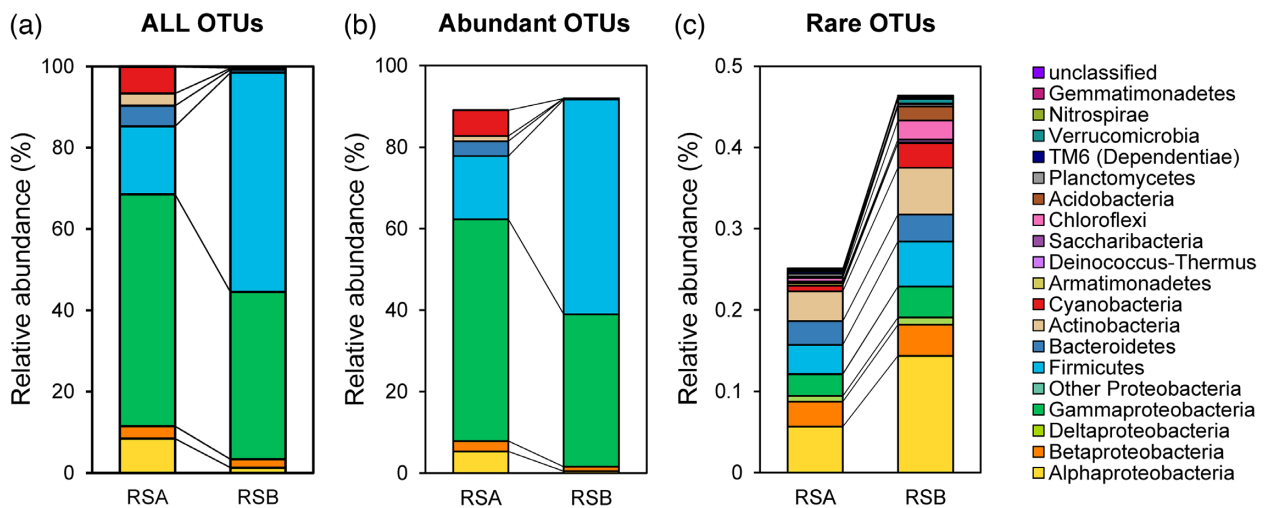 (a) ALL OTUs
Relative abundance (%)
100
80
60
40
20
0
RSA RSB
(b) Abundant OTUs
Relative abundance (%)
100
80
60
40
20
0
RSA RSB
(c) Rare OTUs
Relative abundance (%)
0.5
0.4
0.3
0.2
0.1
0
RSA RSB
unclassified
Gemmatimonadetes
Nitrospirae
Verrucomicrobia
TM6 (Dependentiae)
Planctomycetes
Acidobacteria
Chloroflexi
Saccharibacteria
Deinococcus-Thermus
Armatimonadetes
Cyanobacteria
Actinobacteria
Bacteroidetes
Firmicutes
Other Proteobacteria
Gammaproteobacteria
Deltaproteobacteria
Betaproteobacteria
Alphaproteobacteria